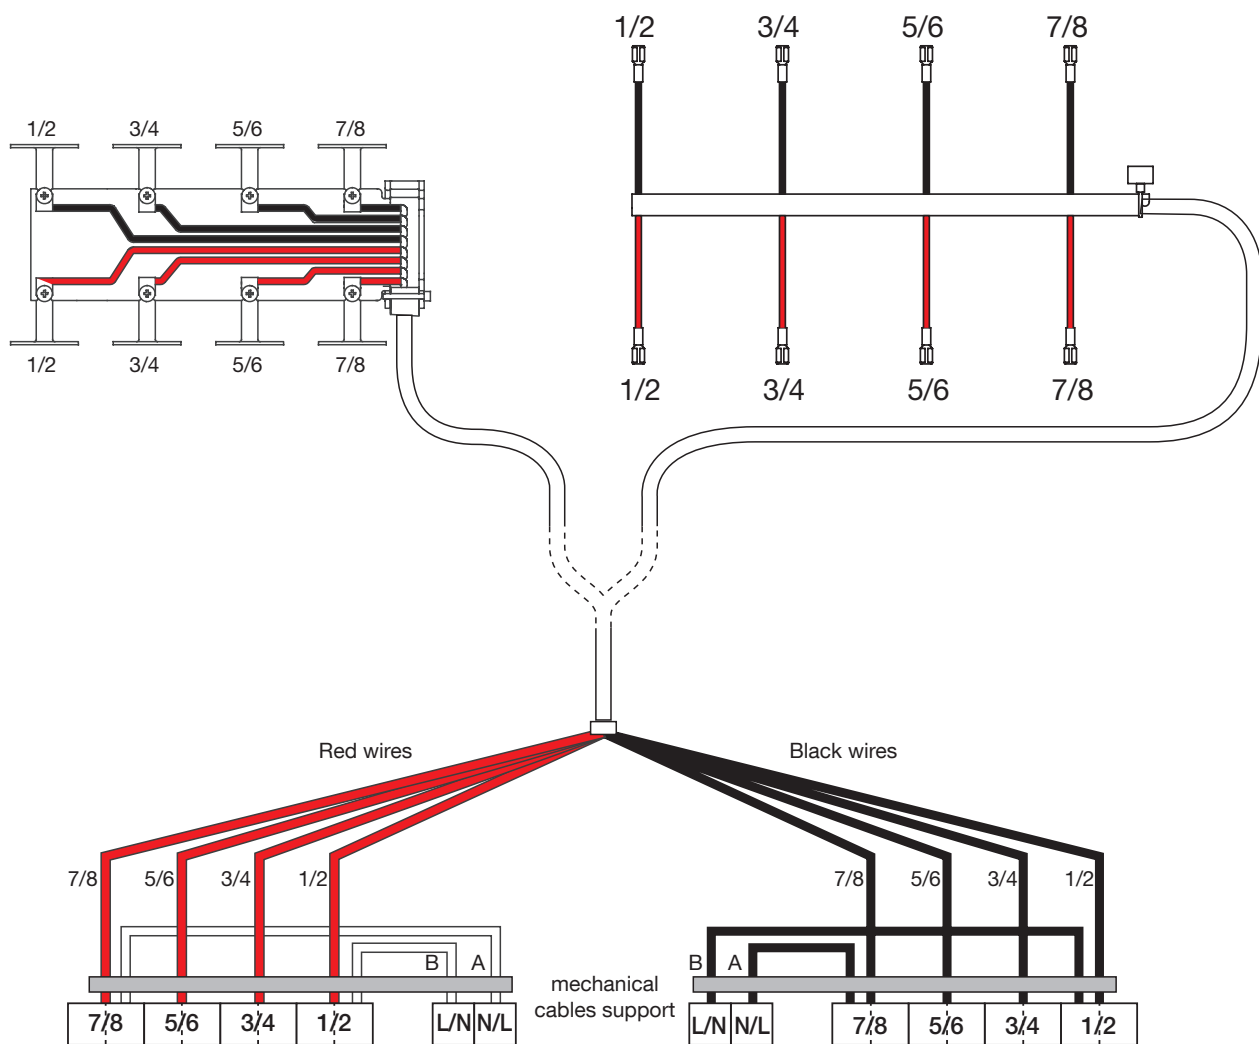 1/2 3/4 5/6 7/8
1/2 3/4 5/6 7/8
1/2 3/4 5/6 7/8
1/2 3/4 5/6 7/8
Red wires
Black wires
7/8 5/6 3/4 1/2
7/8 5/6 3/4 1/2
B A
B A
mechanical
cables support
7/8 5/6 3/4 1/2 L/N N/L
L/N N/L 7/8 5/6 3/4 1/2